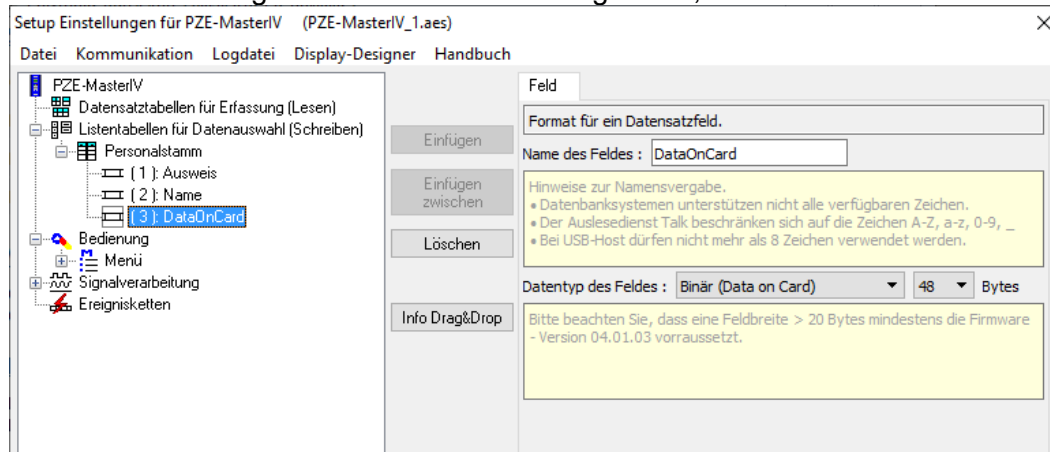 Setup Einstellungen für PZE-MasterIV (PZE-MasterIV_1.aes)
Datei Kommunikation Logdatei Display-Designer Handbuch
PZE-MasterIV
Datensatztabellen für Erfassung (Lesen)
Listentabellen für Datenauswahl (Schreiben)
Personalstamm
( 1 ): Ausweis
( 2 ): Name
( 3 ): DataOnCard
Bedienung
Menü
Signalverarbeitung
Ereignisketten
Einfügen
Einfügen
zwischen
Löschen
Info Drag&Drop
Feld
Format für ein Datensatzfeld.
Name des Feldes : DataOnCard
Hinweise zur Namensvergabe.
• Datenbanksystemen unterstützen nicht alle verfügbaren Zeichen.
• Der Auslesedienst Talk beschränken sich auf die Zeichen A-Z, a-z, 0-9, _
• Bei USB-Host dürfen nicht mehr als 8 Zeichen verwendet werden.
Datentyp des Feldes : Binär (Data on Card) 48 Bytes
Bitte beachten Sie, dass eine Feldbreite > 20 Bytes mindestens die Firmware
- Version 04.01.03 vorraussetzt.